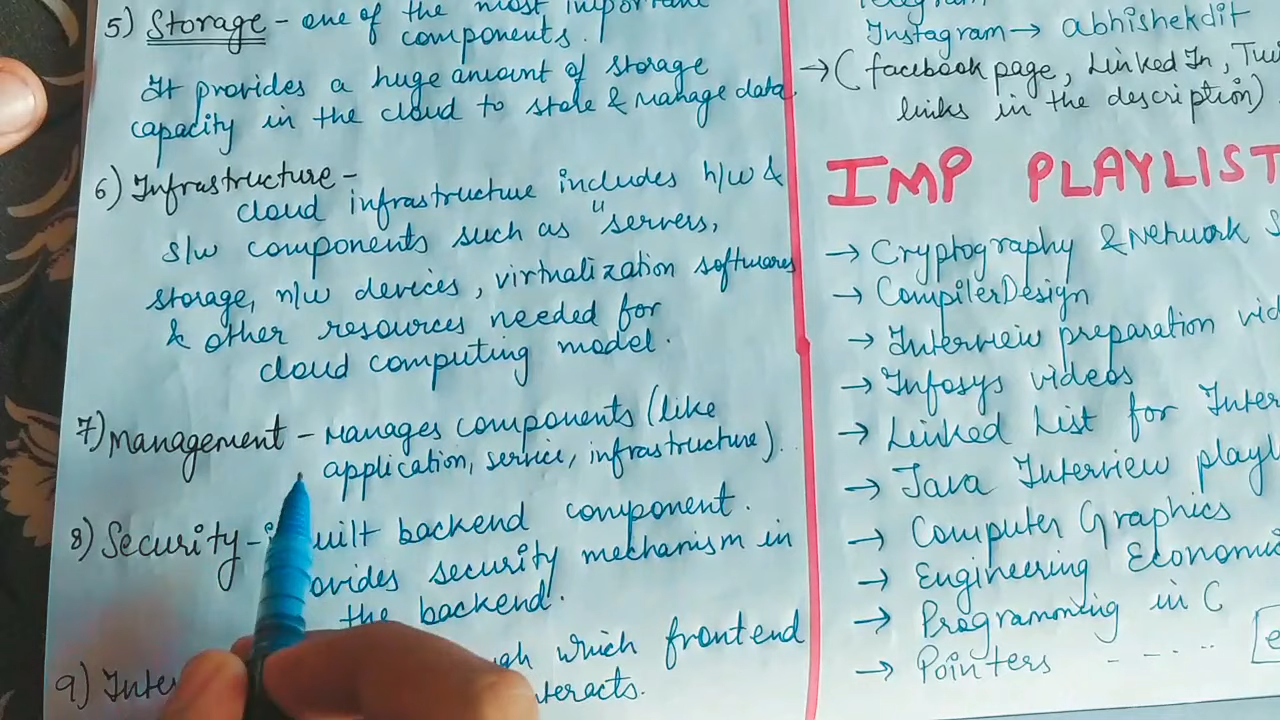 5) Storage - one of the most important
components.
It provides a huge amount of storage
capacity in the cloud to store & manage data.
6) Infrastructure -
cloud infrastructure includes h/w &
s/w components such as "servers,
storage, n/w devices, virtualization softwares
& other resources needed for
cloud computing model.
7) Management - Manages components (like
application, service, infrastructure).
8) Security - built backend component.
security mechanism in
the backend.
9) which frontend
Telegram
Instagram → abhishekdit
→ (facebook page, Linked In,
links in the description).
IMP PLAYLIST
→ Cryptography & Network S
→ Compiler Design
→ Interview preparation vid
→ Infosys videos
→ Linked List for Inter
→ Java Interview playl
→ Computer Graphics
→ Engineering Economi
→ Programming in C
→ Pointers - - - - ..